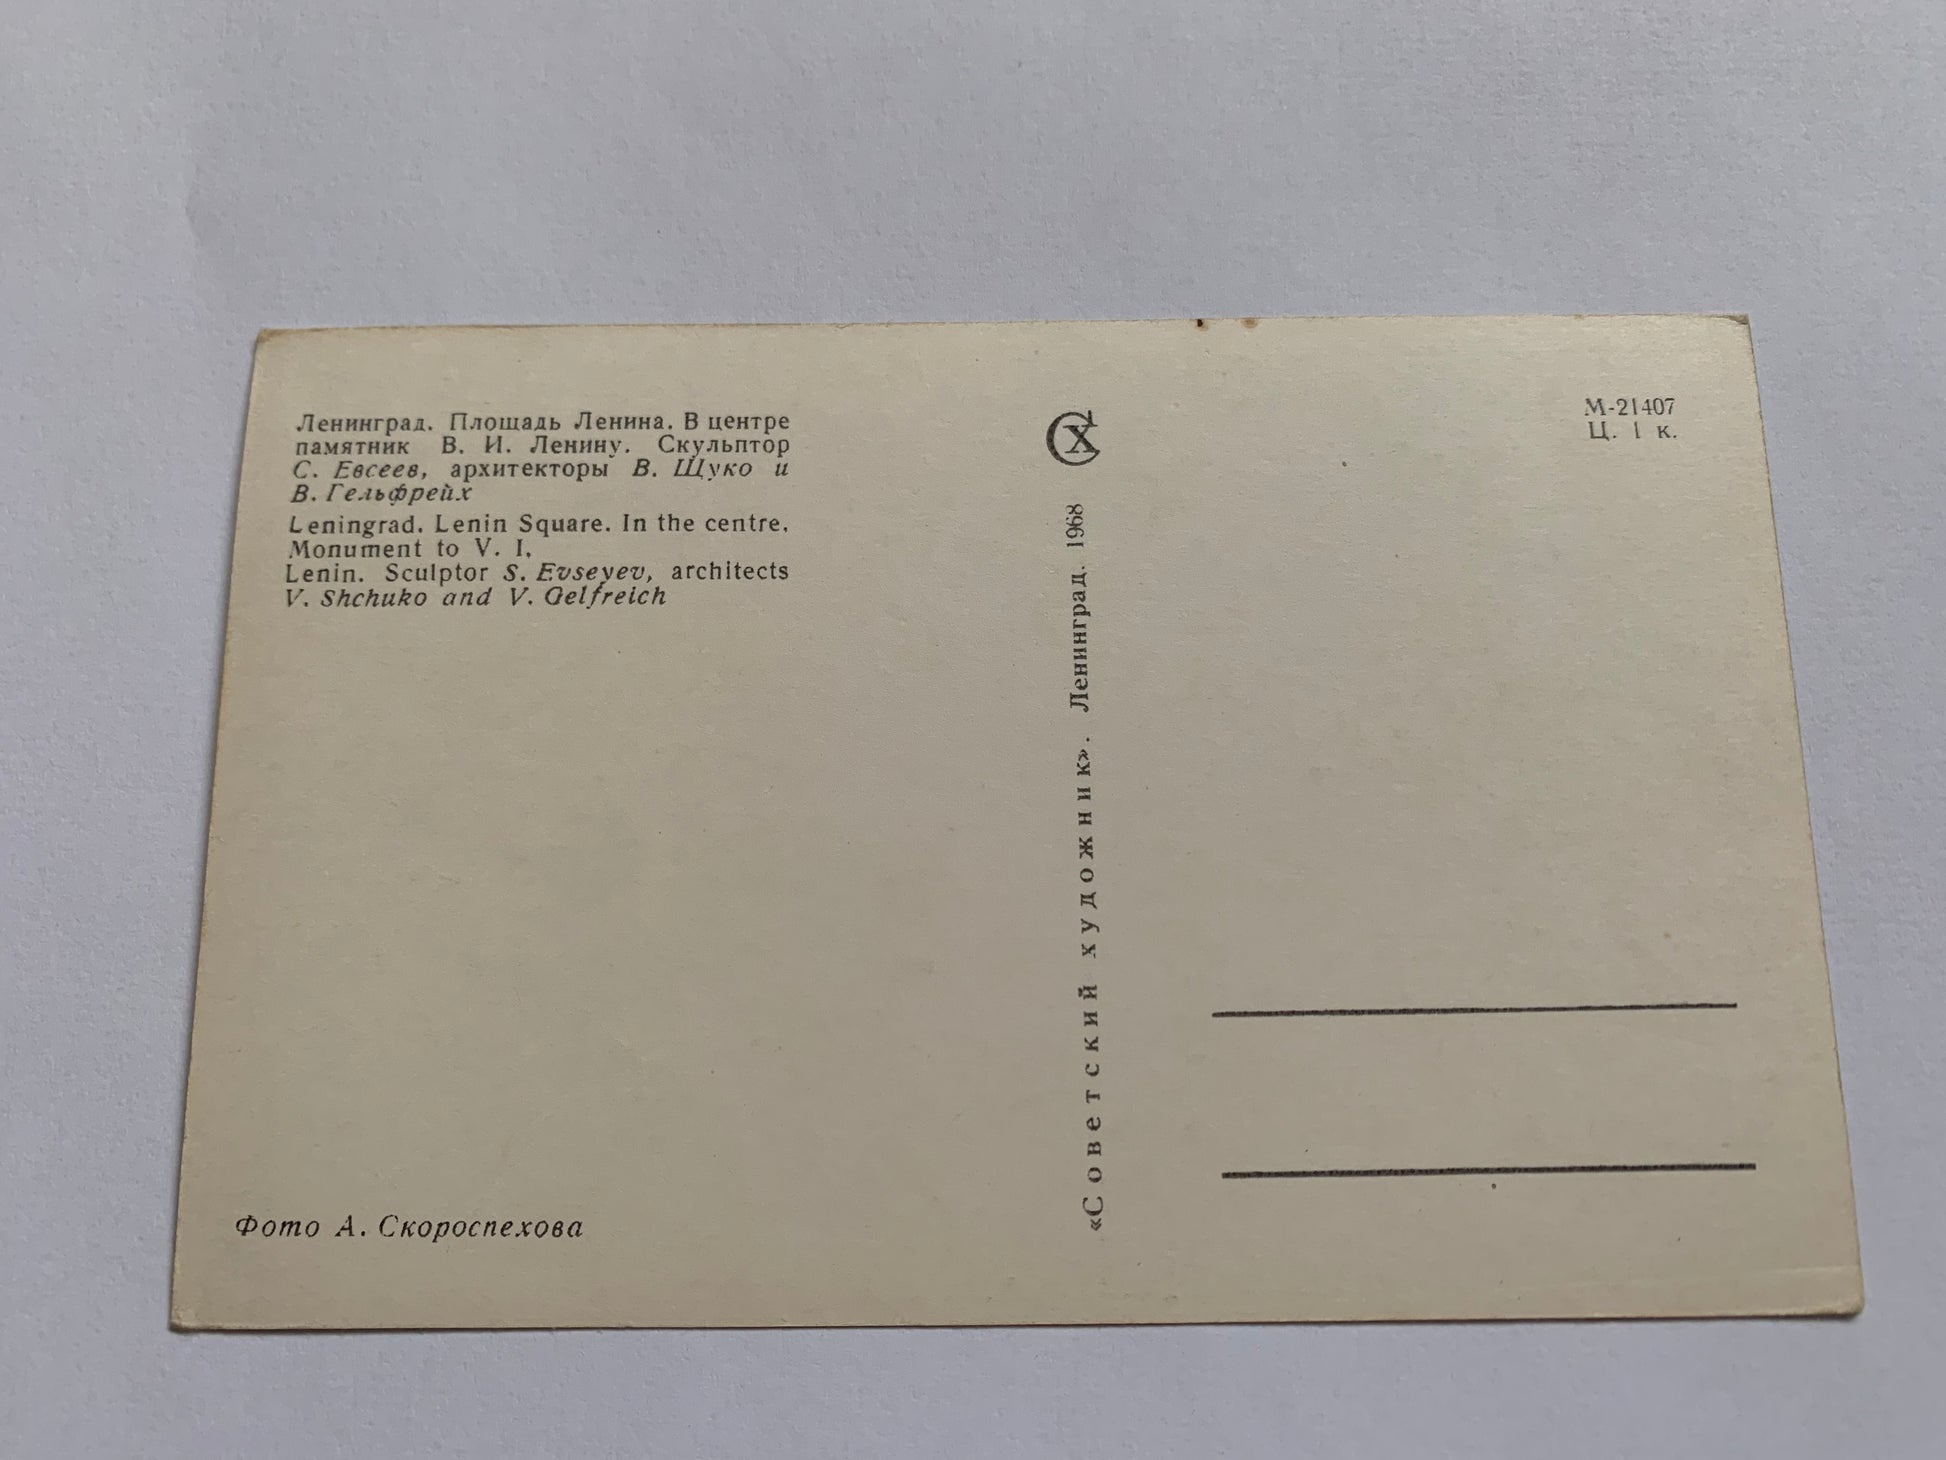 Ленинград. Площадь Ленина. В центре
памятник В. И. Ленину. Скульптор
С. Евсеев, архитекторы В. Щуко и
В. Гельфрейх
Leningrad. Lenin Square. In the centre,
Monument to V. I,
Lenin. Sculptor S. Evseyev, architects
V. Shchuko and V. Gelfreich
Фото А. Скороспехова
СХ
«Советский художник». Ленинград. 1968
М-21407
Ц. 1 к.